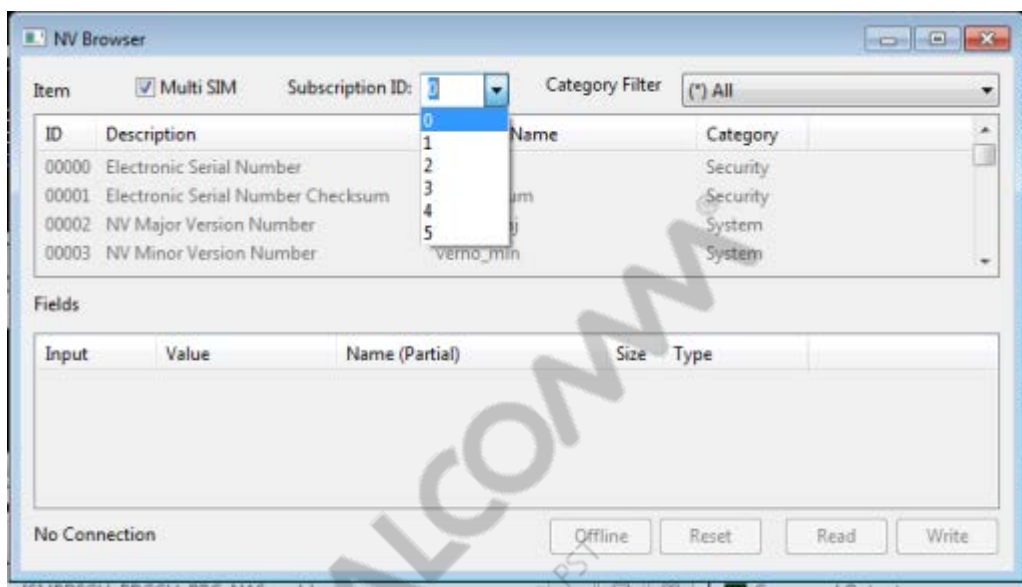 NV Browser
Item Multi SIM Subscription ID: 0 Category Filter (*) All
ID Description Name Category
0
00000 Electronic Serial Number Security
1
2
00001 Electronic Serial Number Checksum Security
3
00002 NV Major Version Number System
4
00003 NV Minor Version Number verno_min System
5
Fields
Input Value Name (Partial) Size Type
No Connection Offline Reset Read Write
ALCOMM®
PST